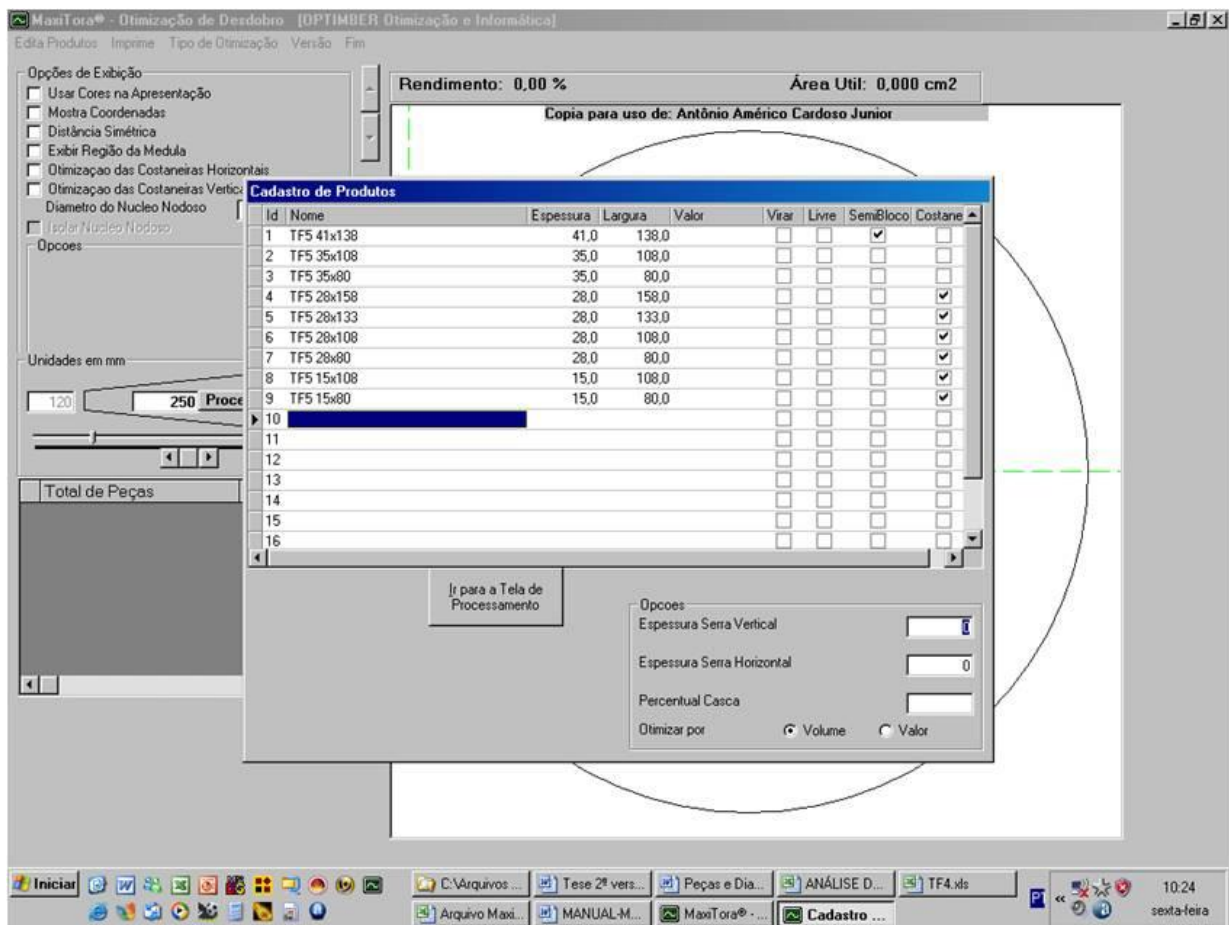 MaxiTora® - Otimização de Desdobro [OPTIMBER Otimização e Informática]
Edita Produtos Imprime Tipo de Otimização Versão Fim
Opções de Exibição
Usar Cores na Apresentação
Mostra Coordenadas
Distância Simétrica
Exibir Região da Medula
Otimizaçao das Costaneiras Horizontais
Otimizaçao das Costaneiras Vertica
Diametro do Nucleo Nodoso
Isolar Nucleo Nodoso
Opcoes
Unidades em mm
120 250 Proce
Total de Peças
Rendimento: 0,00 % Área Util: 0,000 cm2
Copia para uso de: Antônio Américo Cardoso Junior
Cadastro de Produtos
Id Nome Espessura Largura Valor Virar Livre SemiBloco Costane
1 TF5 41x138 41,0 138,0
2 TF5 35x108 35,0 108,0
3 TF5 35x80 35,0 80,0
4 TF5 28x158 28,0 158,0
5 TF5 28x133 28,0 133,0
6 TF5 28x108 28,0 108,0
7 TF5 28x80 28,0 80,0
8 TF5 15x108 15,0 108,0
9 TF5 15x80 15,0 80,0
10
11
12
13
14
15
16
Ir para a Tela de
Processamento
Opcoes
Espessura Serra Vertical 0
Espessura Serra Horizontal 0
Percentual Casca
Otimizar por Volume Valor
Iniciar C:\Arquivos ... Tese 2ª vers... Peças e Dia... ANÁLISE D... TF4.xls PT « 10:24
Arquivo Maxi... MANUAL-M... MaxiTora® - ... Cadastro ... sexta-feira